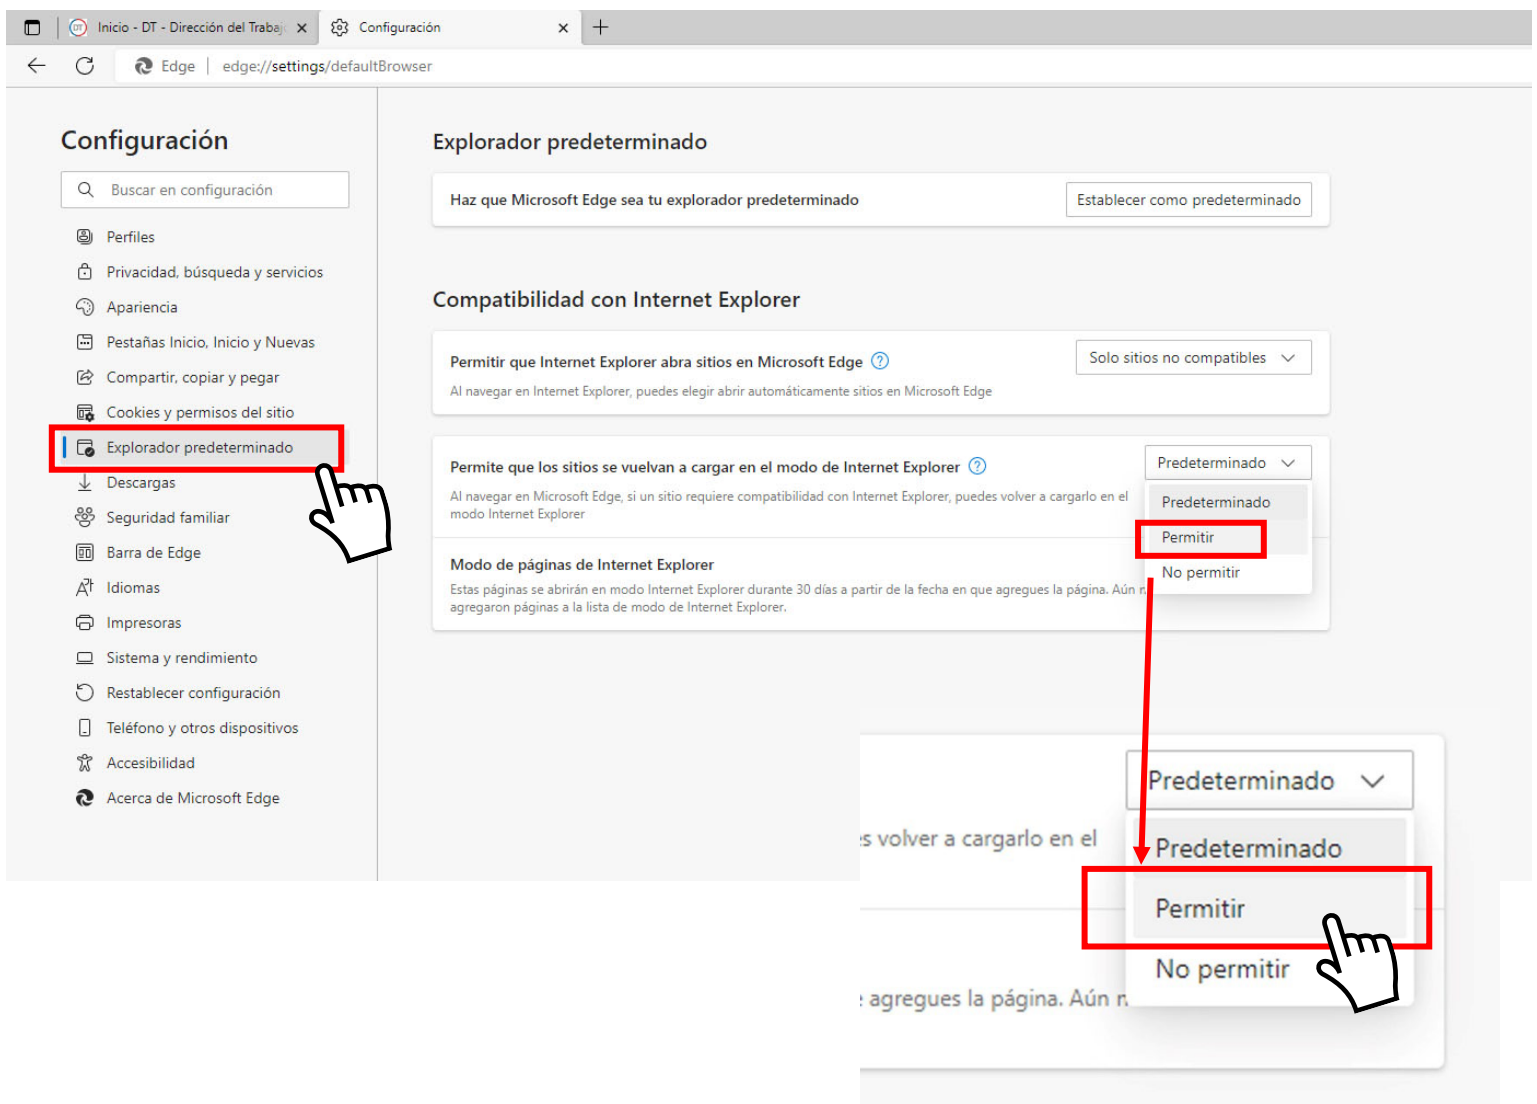 Inicio - DT - Dirección del Trabaj
Configuración
Edge
edge://settings/defaultBrowser
Configuración
Buscar en configuración
Perfiles
Privacidad, búsqueda y servicios
Apariencia
Pestañas Inicio, Inicio y Nuevas
Compartir, copiar y pegar
Cookies y permisos del sitio
Explorador predeterminado
Descargas
Seguridad familiar
Barra de Edge
Idiomas
Impresoras
Sistema y rendimiento
Restablecer configuración
Teléfono y otros dispositivos
Accesibilidad
Acerca de Microsoft Edge
Explorador predeterminado
Haz que Microsoft Edge sea tu explorador predeterminado
Establecer como predeterminado
Compatibilidad con Internet Explorer
Permitir que Internet Explorer abra sitios en Microsoft Edge
Solo sitios no compatibles
Al navegar en Internet Explorer, puedes elegir abrir automáticamente sitios en Microsoft Edge
Permite que los sitios se vuelvan a cargar en el modo de Internet Explorer
Predeterminado
Al navegar en Microsoft Edge, si un sitio requiere compatibilidad con Internet Explorer, puedes volver a cargarlo en el
modo Internet Explorer
Predeterminado
Permitir
No permitir
Modo de páginas de Internet Explorer
Estas páginas se abrirán en modo Internet Explorer durante 30 días a partir de la fecha en que agregues la página. Aún
agregaron páginas a la lista de modo de Internet Explorer.
Predeterminado
volver a cargarlo en el
Predeterminado
Permitir
No permitir
agregues la página. Aún